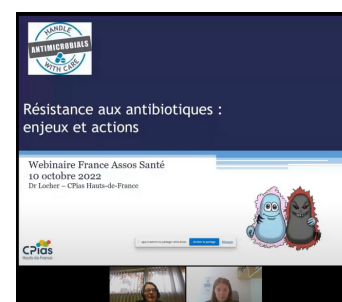 HANDLE
ANTIMICROBIALS
WITH CARE
Résistance aux antibiotiques :
enjeux et actions
Webinaire France Assos Santé
10 octobre 2022
Dr Locher – CPias Hauts-de-France
CPias
Hauts-de-France